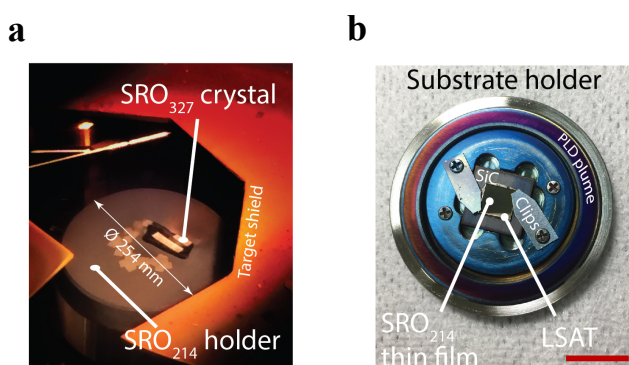 a
SRO₃₂₇ crystal
Ø 254 mm
Target shield
SRO₂₁₄ holder
b
Substrate holder
PLD plume
SiC
Clips
SRO₂₁₄
thin film
LSAT